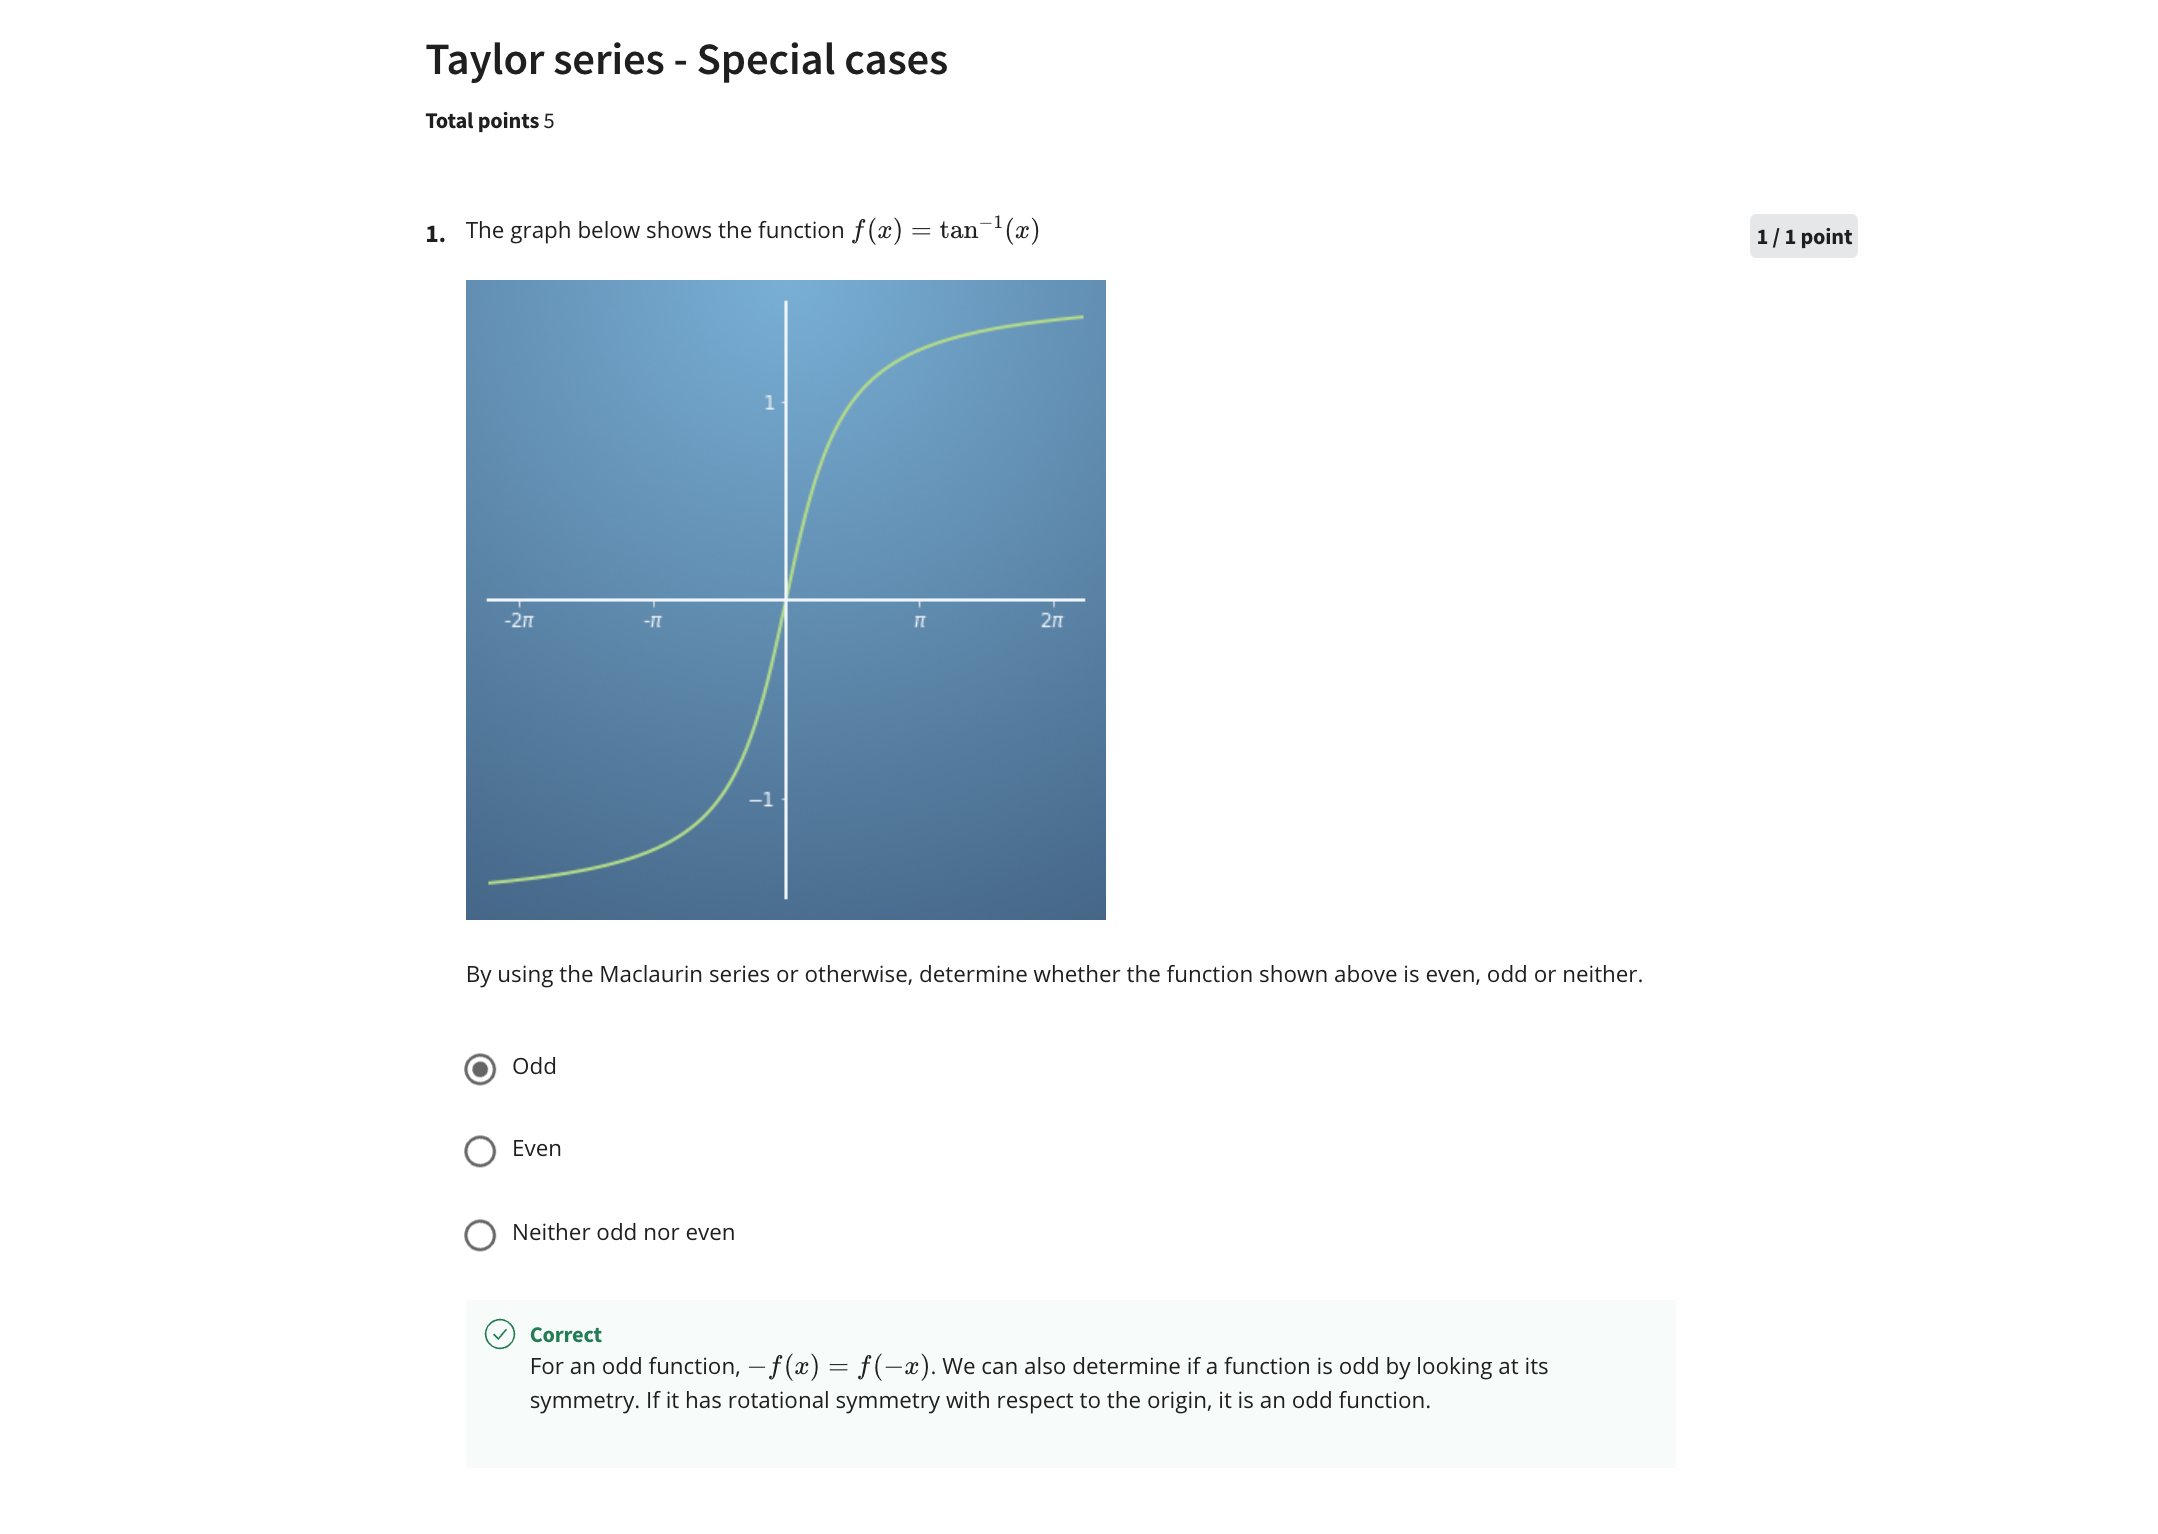 Taylor series - Special cases
Total points 5
1. The graph below shows the function f(x) = tan⁻¹(x)
1 / 1 point
1
-2π -π π 2π
−1
By using the Maclaurin series or otherwise, determine whether the function shown above is even, odd or neither.
Odd
Even
Neither odd nor even
Correct
For an odd function, −f(x) = f(−x). We can also determine if a function is odd by looking at its
symmetry. If it has rotational symmetry with respect to the origin, it is an odd function.